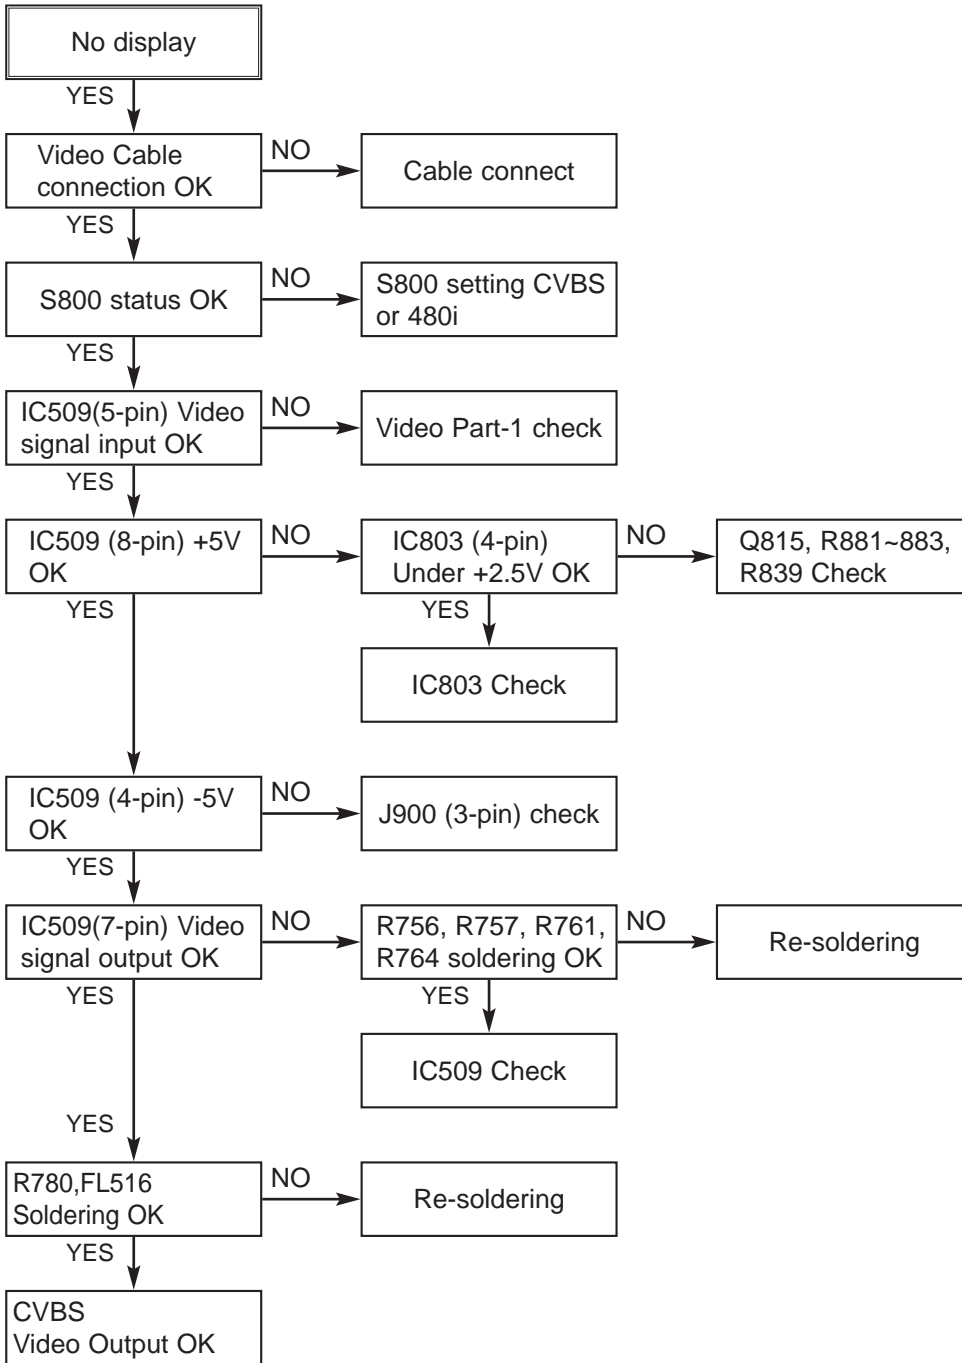 No display
YES
Video Cable
connection OK
NO
Cable connect
YES
S800 status OK
NO
S800 setting CVBS
or 480i
YES
IC509(5-pin) Video
signal input OK
NO
Video Part-1 check
YES
IC509 (8-pin) +5V
OK
NO
IC803 (4-pin)
Under +2.5V OK
NO
Q815, R881~883,
R839 Check
YES
YES
IC803 Check
IC509 (4-pin) -5V
OK
NO
J900 (3-pin) check
YES
IC509(7-pin) Video
signal output OK
NO
R756, R757, R761,
R764 soldering OK
NO
Re-soldering
YES
YES
IC509 Check
YES
R780,FL516
Soldering OK
NO
Re-soldering
YES
CVBS
Video Output OK